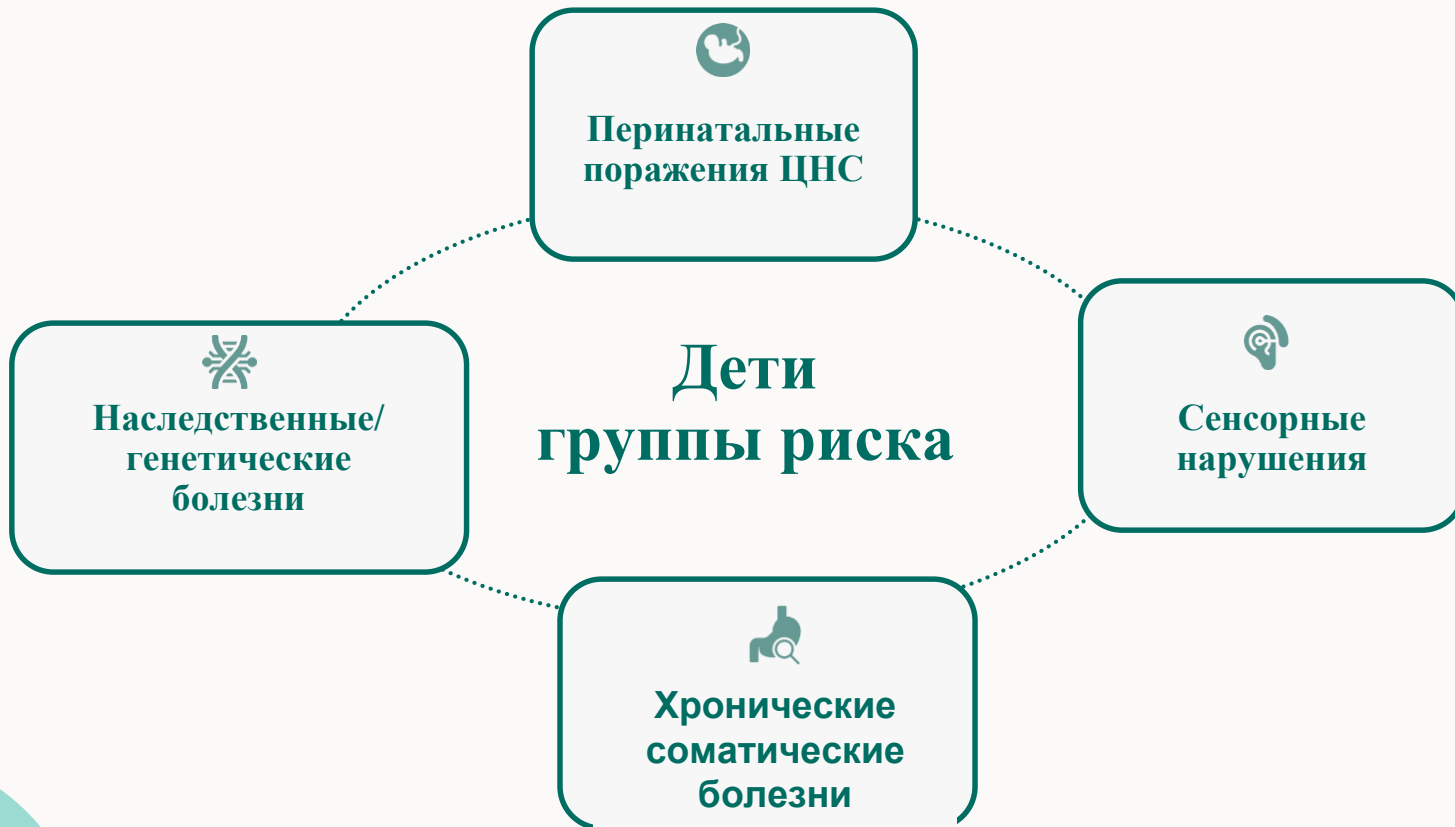 Перинатальные
поражения ЦНС
Дети
группы риска
Наследственные/
генетические
болезни
Сенсорные
нарушения
Хронические
соматические
болезни